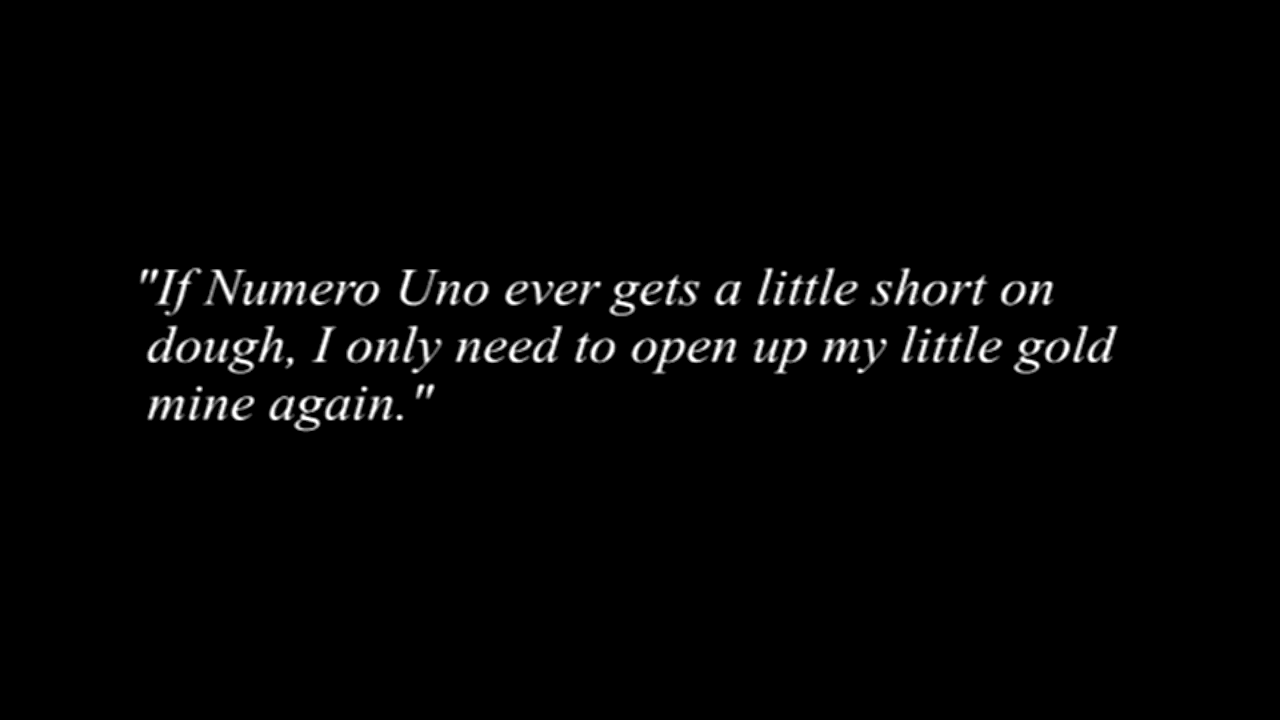 "If Numero Uno ever gets a little short on
dough, I only need to open up my little gold
mine again."